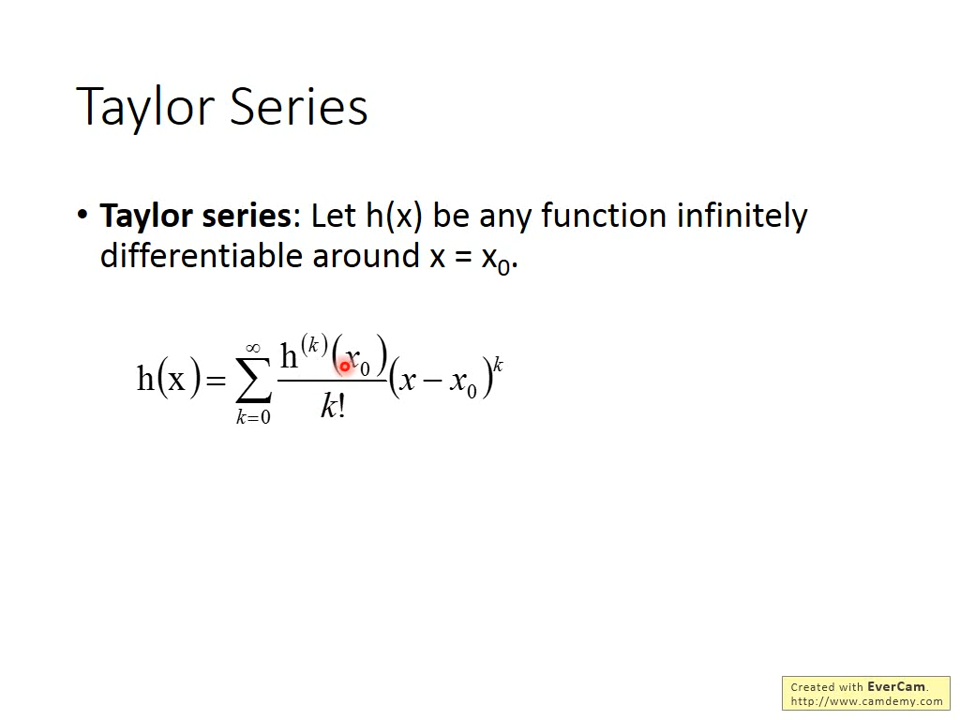 Taylor Series
• Taylor series: Let h(x) be any function infinitely
differentiable around x = x₀.
h(x) = ∑_{k=0}^{∞} \frac{h^{(k)}(x₀)}{k!} (x − x₀)^k
Created with EverCam.
http://www.camdemy.com